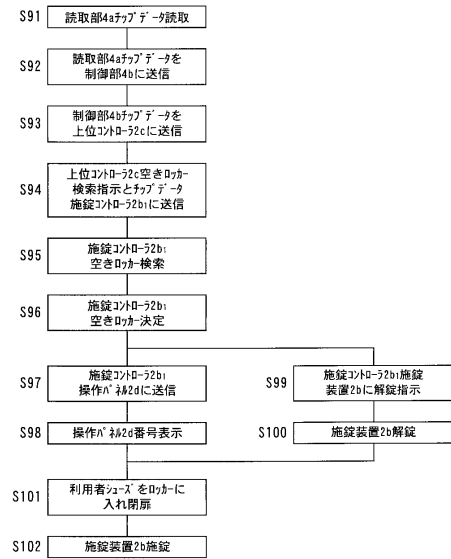 S91 読取部4aﾁｯﾌﾟﾃﾞｰﾀ読取
S92 読取部4aﾁｯﾌﾟﾃﾞｰﾀを
制御部4bに送信
S93 制御部4bﾁｯﾌﾟﾃﾞｰﾀを
上位ｺﾝﾄﾛｰﾗ2cに送信
S94 上位ｺﾝﾄﾛｰﾗ2c空きﾛｯｶｰ
検索指示とﾁｯﾌﾟﾃﾞｰﾀ
施錠ｺﾝﾄﾛｰﾗ2b₁に送信
S95 施錠ｺﾝﾄﾛｰﾗ2b₁
空きﾛｯｶｰ検索
S96 施錠ｺﾝﾄﾛｰﾗ2b₁
空きﾛｯｶｰ決定
S97 施錠ｺﾝﾄﾛｰﾗ2b₁
操作ﾊﾟﾈﾙ2dに送信
S98 操作ﾊﾟﾈﾙ2d番号表示
S99 施錠ｺﾝﾄﾛｰﾗ2b₁施錠
装置2bに解錠指示
S100 施錠装置2b解錠
S101 利用者ｼｭｰｽﾞをﾛｯｶｰに
入れ閉扉
S102 施錠装置2b施錠